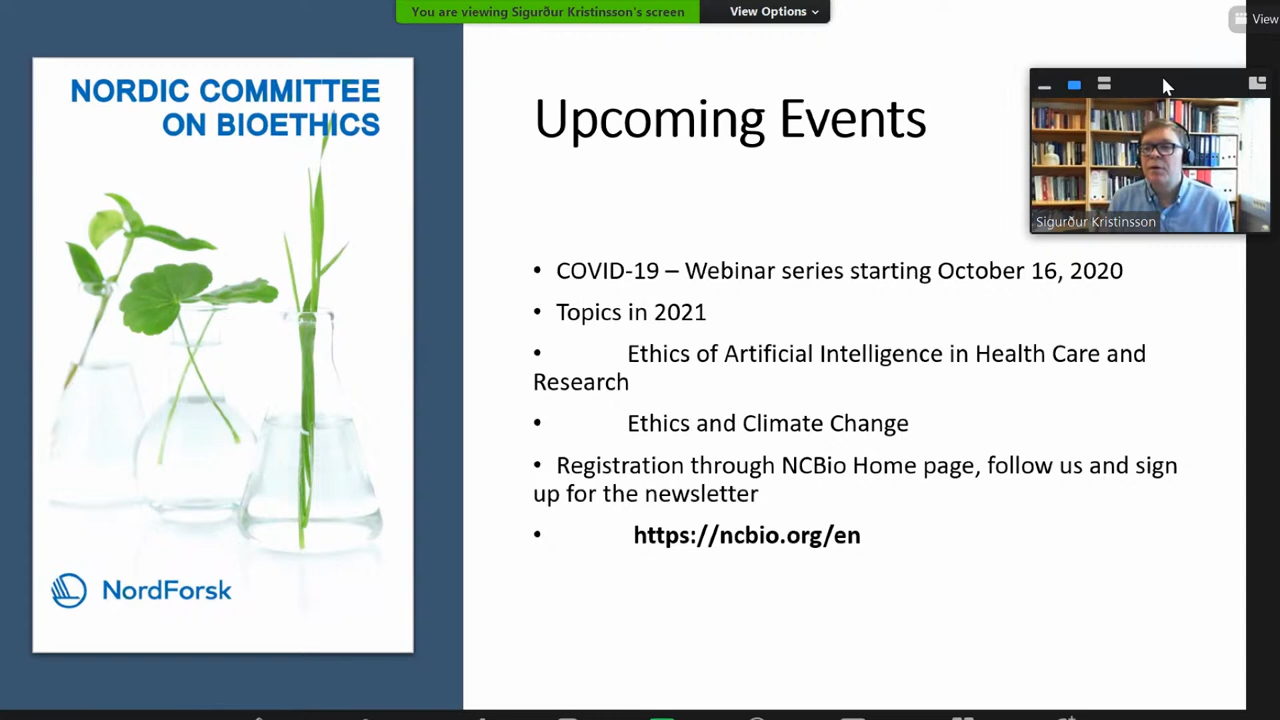 You are viewing Sigurður Kristinsson's screen
View Options
View
NORDIC COMMITTEE
ON BIOETHICS
Upcoming Events
Sigurður Kristinsson
• COVID-19 – Webinar series starting October 16, 2020
• Topics in 2021
• Ethics of Artificial Intelligence in Health Care and
Research
• Ethics and Climate Change
• Registration through NCBio Home page, follow us and sign
up for the newsletter
• https://ncbio.org/en
NordForsk